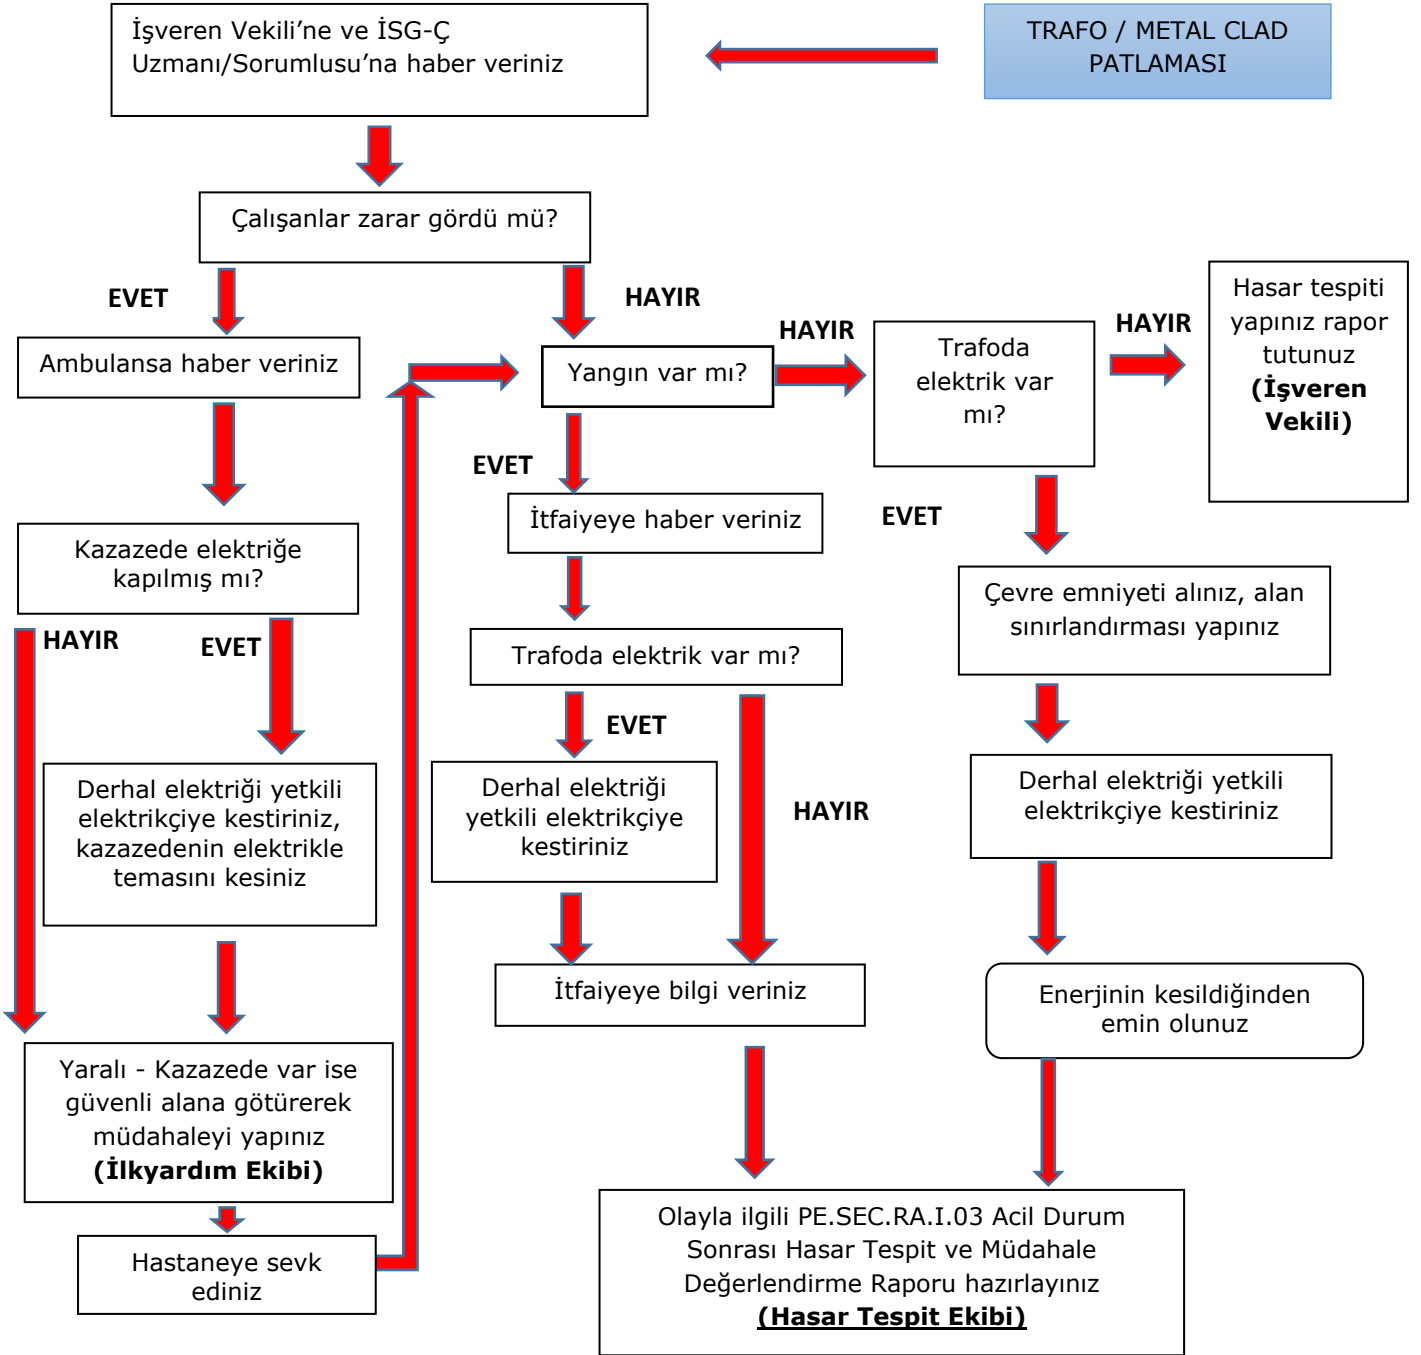 İşveren Vekili’ne ve İSG-Ç
Uzmanı/Sorumlusu’na haber veriniz
TRAFO / METAL CLAD
PATLAMASI
Çalışanlar zarar gördü mü?
EVET
HAYIR
Ambulansa haber veriniz
Yangın var mı?
HAYIR
Trafoda
elektrik var
mı?
HAYIR
Hasar tespiti
yapınız rapor
tutunuz
(İşveren
Vekili)
Kazazede elektriğe
kapılmış mı?
EVET
İtfaiyeye haber veriniz
EVET
Çevre emniyeti alınız, alan
sınırlandırması yapınız
HAYIR
EVET
Trafoda elektrik var mı?
EVET
HAYIR
Derhal elektriği yetkili
elektrikçiye kestiriniz,
kazazedenin elektrikle
temasını kesiniz
Derhal elektriği
yetkili elektrikçiye
kestiriniz
Derhal elektriği yetkili
elektrikçiye kestiriniz
İtfaiyeye bilgi veriniz
Enerjinin kesildiğinden
emin olunuz
Yaralı - Kazazede var ise
güvenli alana götürerek
müdahaleyi yapınız
(İlkyardım Ekibi)
Hastaneye sevk
ediniz
Olayla ilgili PE.SEC.RA.I.03 Acil Durum
Sonrası Hasar Tespit ve Müdahale
Değerlendirme Raporu hazırlayınız
(Hasar Tespit Ekibi)